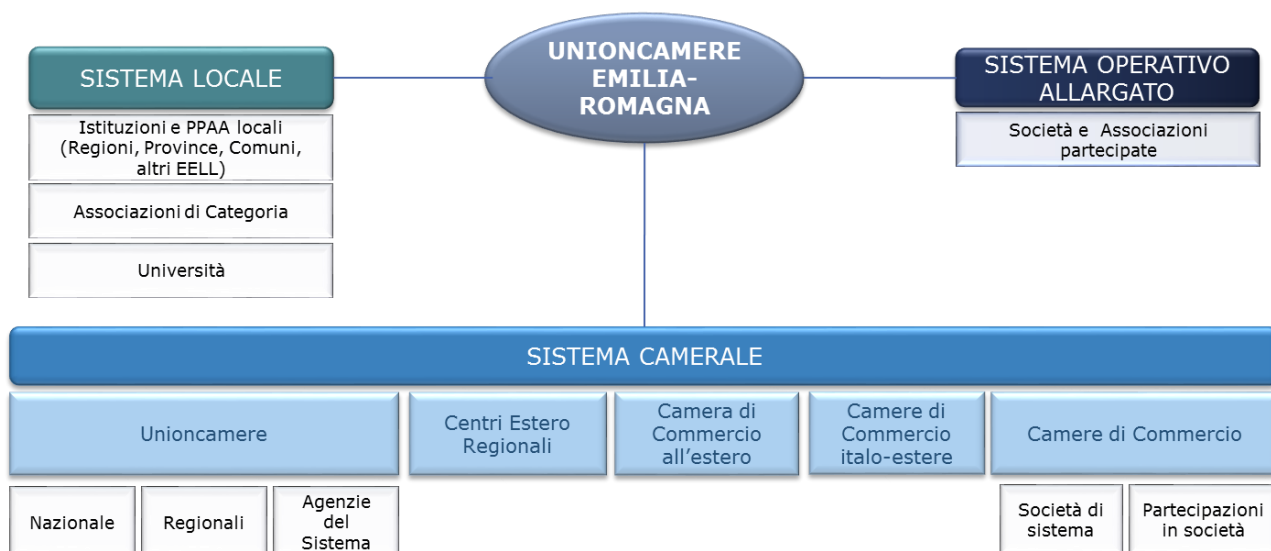 UNIONCAMERE
EMILIA-
ROMAGNA
SISTEMA LOCALE
Istituzioni e PPAA locali
(Regioni, Province, Comuni,
altri EELL)
Associazioni di Categoria
Università
SISTEMA OPERATIVO
ALLARGATO
Società e Associazioni
partecipate
SISTEMA CAMERALE
Unioncamere
Centri Estero
Regionali
Camera di
Commercio
all'estero
Camere di
Commercio
italo-estere
Camere di Commercio
Nazionale
Regionali
Agenzie
del
Sistema
Società di
sistema
Partecipazioni
in società